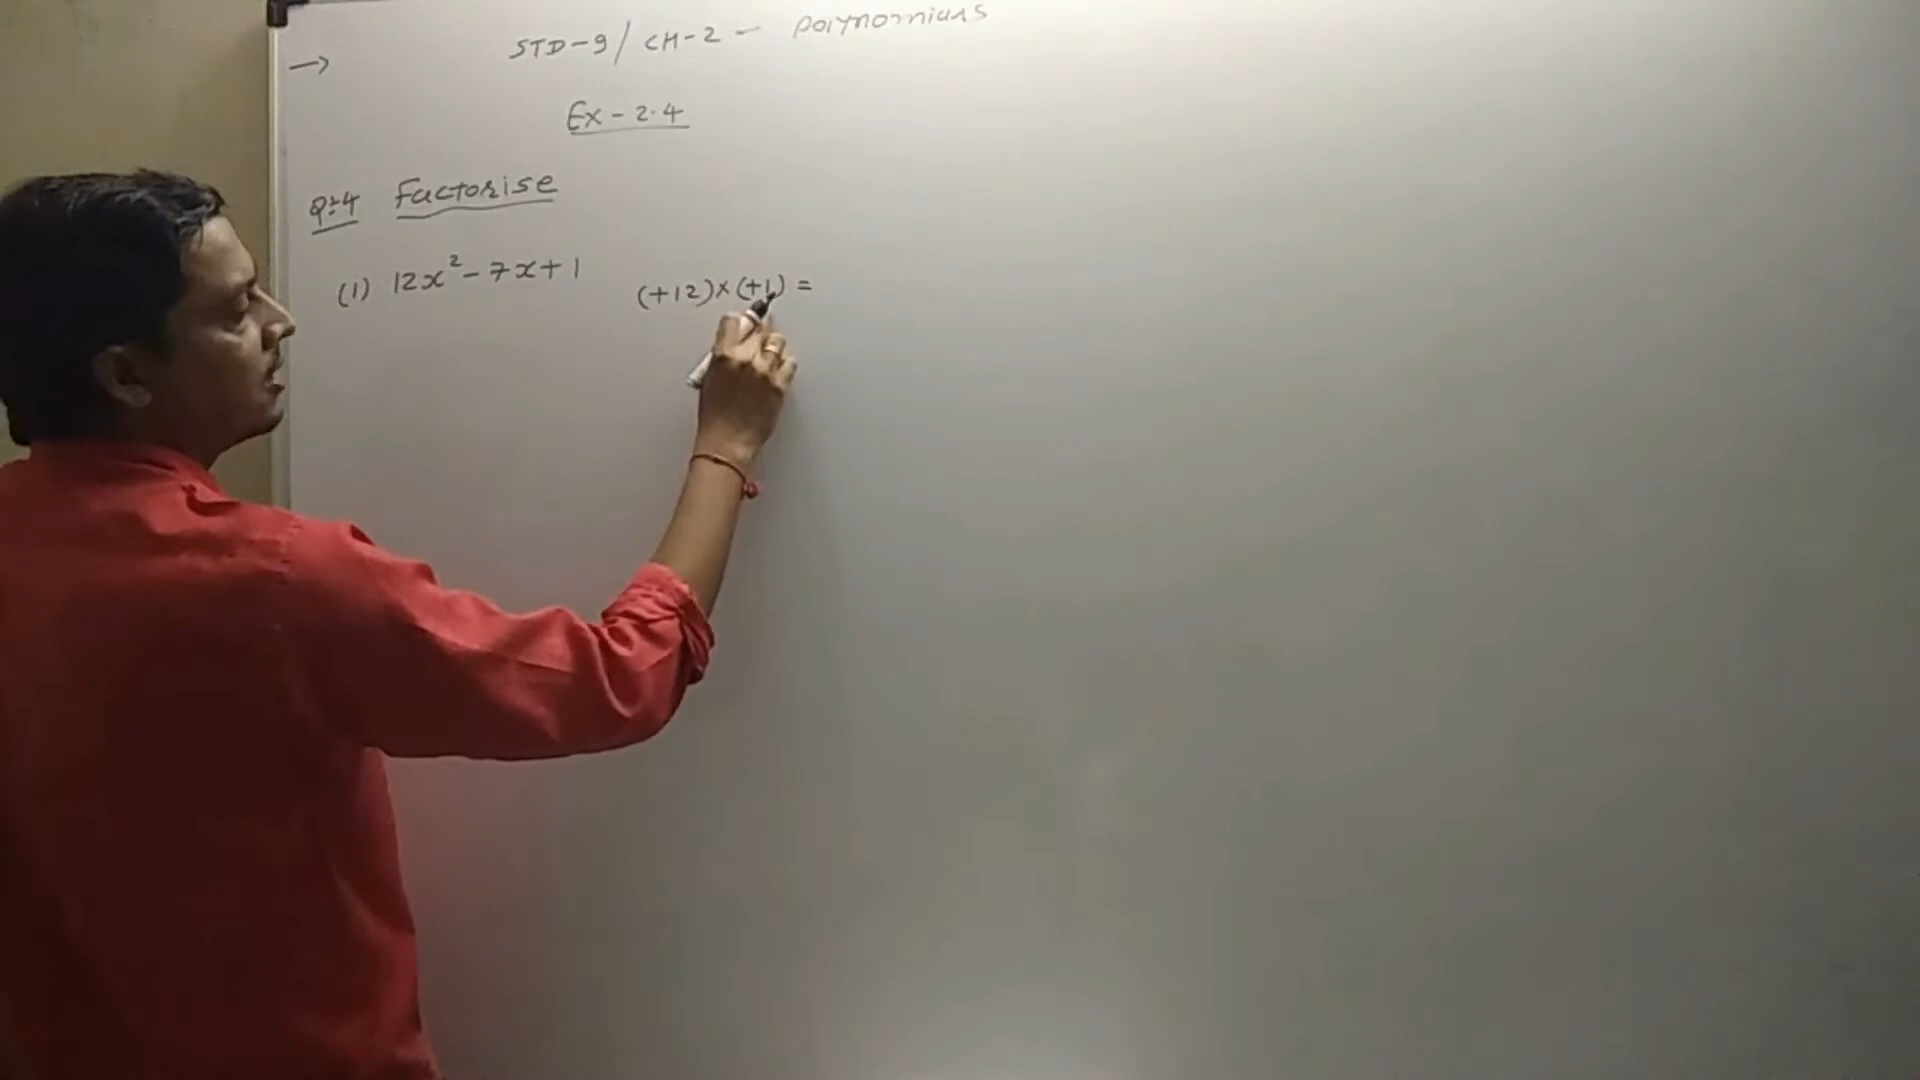 → STD-9/ CH-2 - Polynomials
Ex-2.4
Q:4 Factorise
(1) 12x² - 7x + 1 (+12)×(+1) =